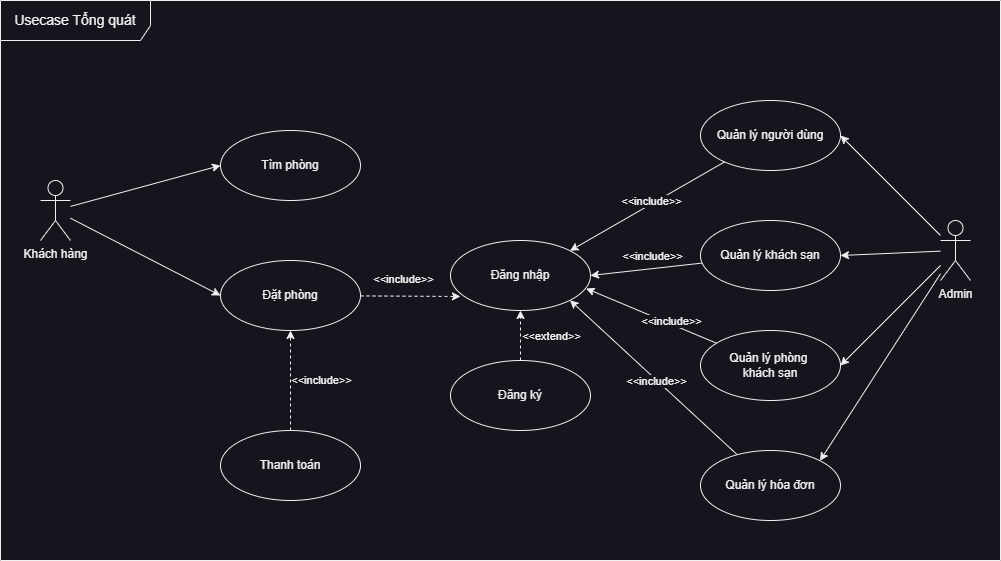 Usecase Tổng quát
Quản lý người dùng
Tìm phòng
<<include>>
Khách hàng
Quản lý khách sạn
<<include>>
Đăng nhập
<<include>>
Đặt phòng
Admin
<<include>>
<<extend>>
Quản lý phòng
khách sạn
<<include>>
<<include>>
Đăng ký
Thanh toán
Quản lý hóa đơn